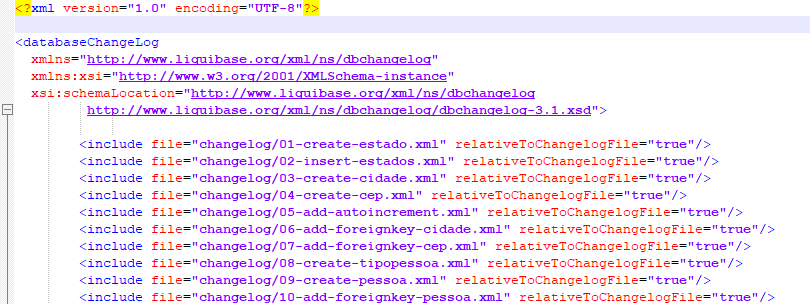 <?xml version="1.0" encoding="UTF-8"?>
<databaseChangeLog
xmlns="http://www.liquibase.org/xml/ns/dbchangelog"
xmlns:xsi="http://www.w3.org/2001/XMLSchema-instance"
xsi:schemaLocation="http://www.liquibase.org/xml/ns/dbchangelog
http://www.liquibase.org/xml/ns/dbchangelog/dbchangelog-3.1.xsd">
<include file="changelog/01-create-estado.xml" relativeToChangelogFile="true"/>
<include file="changelog/02-insert-estados.xml" relativeToChangelogFile="true"/>
<include file="changelog/03-create-cidade.xml" relativeToChangelogFile="true"/>
<include file="changelog/04-create-cep.xml" relativeToChangelogFile="true"/>
<include file="changelog/05-add-autoincrement.xml" relativeToChangelogFile="true"/>
<include file="changelog/06-add-foreignkey-cidade.xml" relativeToChangelogFile="true"/>
<include file="changelog/07-add-foreignkey-cep.xml" relativeToChangelogFile="true"/>
<include file="changelog/08-create-tipopessoa.xml" relativeToChangelogFile="true"/>
<include file="changelog/09-create-pessoa.xml" relativeToChangelogFile="true"/>
<include file="changelog/10-add-foreignkey-pessoa.xml" relativeToChangelogFile="true"/>